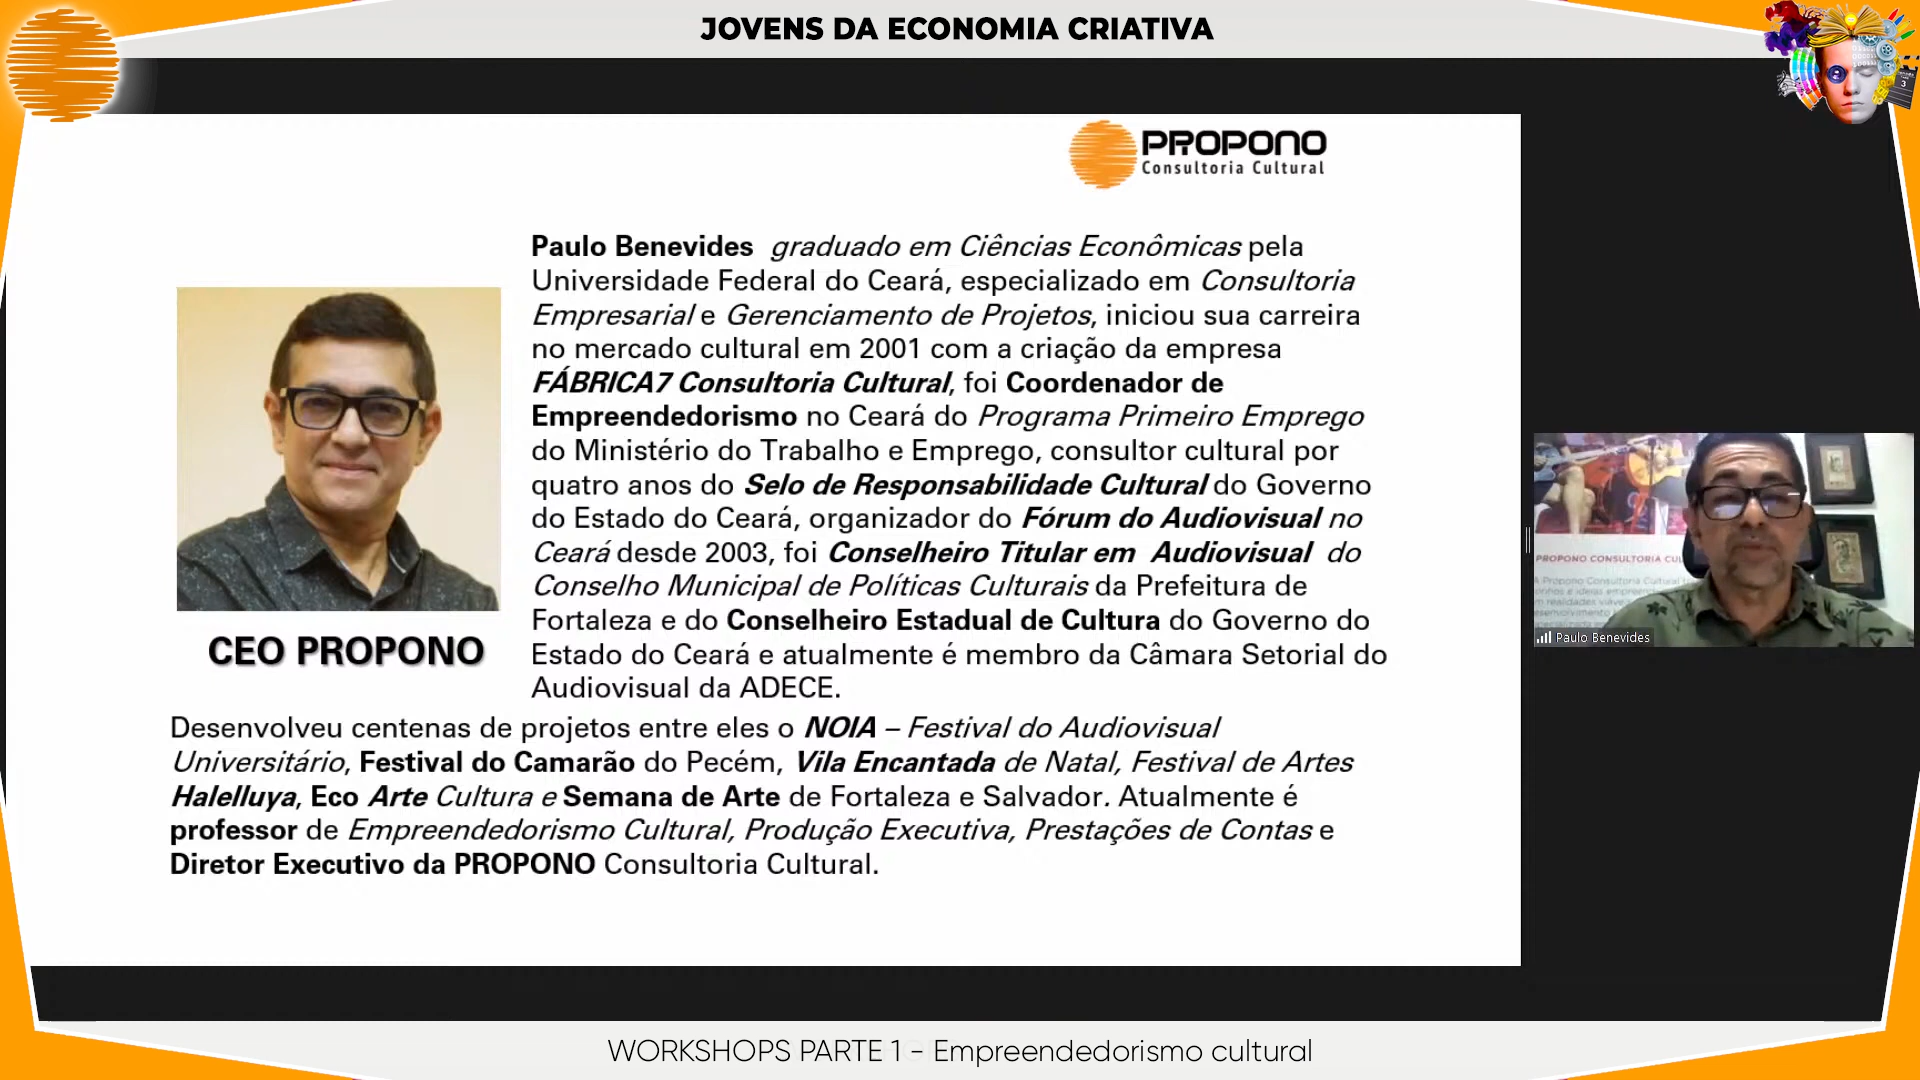 JOVENS DA ECONOMIA CRIATIVA
PROPONO
Consultoria Cultural
Paulo Benevides graduado em Ciências Econômicas pela
Universidade Federal do Ceará, especializado em Consultoria
Empresarial e Gerenciamento de Projetos, iniciou sua carreira
no mercado cultural em 2001 com a criação da empresa
FÁBRICA7 Consultoria Cultural, foi Coordenador de
Empreendedorismo no Ceará do Programa Primeiro Emprego
do Ministério do Trabalho e Emprego, consultor cultural por
quatro anos do Selo de Responsabilidade Cultural do Governo
do Estado do Ceará, organizador do Fórum do Audiovisual no
Ceará desde 2003, foi Conselheiro Titular em Audiovisual do
Conselho Municipal de Políticas Culturais da Prefeitura de
Fortaleza e do Conselheiro Estadual de Cultura do Governo do
Estado do Ceará e atualmente é membro da Câmara Setorial do
Audiovisual da ADECE.
CEO PROPONO
Desenvolveu centenas de projetos entre eles o NOIA – Festival do Audiovisual
Universitário, Festival do Camarão do Pecém, Vila Encantada de Natal, Festival de Artes
Halelluya, Eco Arte Cultura e Semana de Arte de Fortaleza e Salvador. Atualmente é
professor de Empreendedorismo Cultural, Produção Executiva, Prestações de Contas e
Diretor Executivo da PROPONO Consultoria Cultural.
PROPONO CONSULTORIA CUL
A Propono Consultoria Cultural
Paulo Benevides
WORKSHOPS PARTE 1 - Empreendedorismo cultural